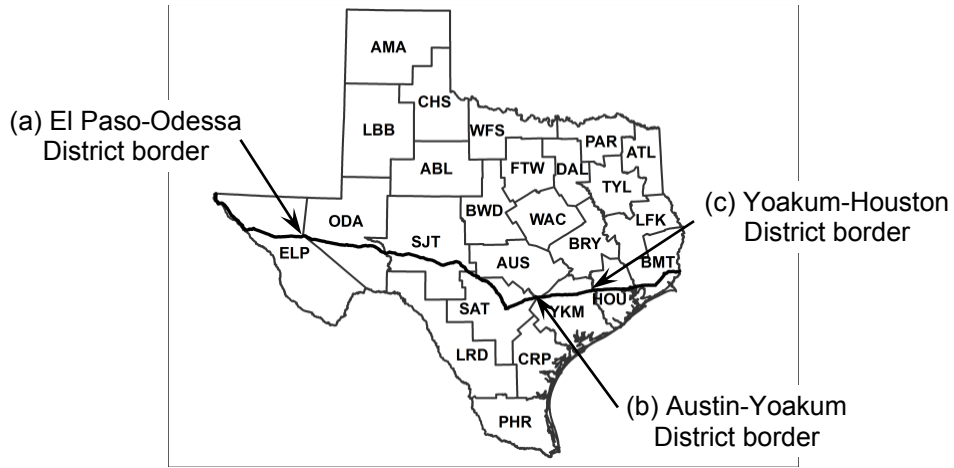 AMA
CHS
(a) El Paso-Odessa
District border
LBB
WFS
PAR
ATL
FTW
DAL
ABL
TYL
(c) Yoakum-Houston
District border
BWD
WAC
LFK
ODA
SJT
BRY
ELP
AUS
BMT
SAT
HOU
YKM
LRD
CRP
(b) Austin-Yoakum
District border
PHR